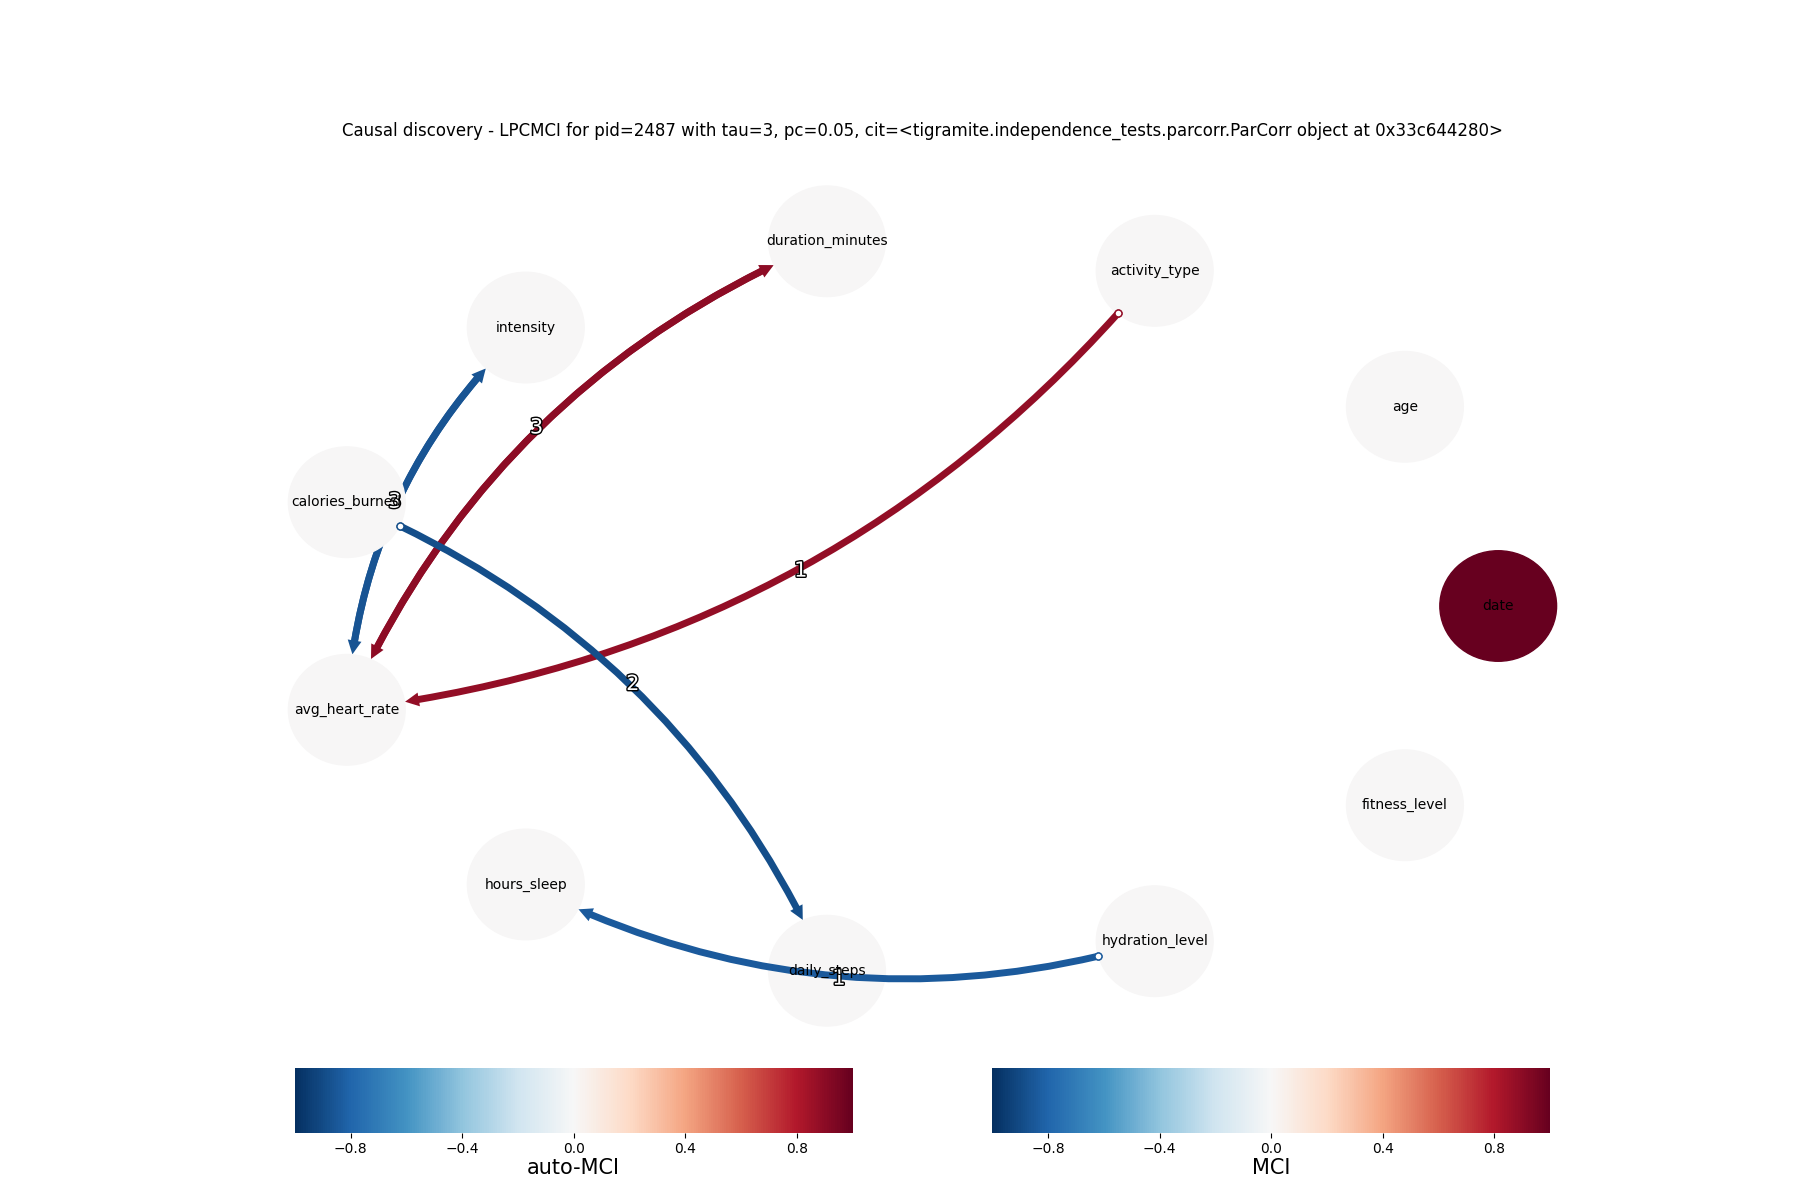 Causal discovery - LPCMCI for pid=2487 with tau=3, pc=0.05, cit=<tigramite.independence_tests.parcorr.ParCorr object at 0x33c644280>
duration_minutes
activity_type
intensity
age
3
calories_burned
3
1
date
2
avg_heart_rate
fitness_level
hours_sleep
hydration_level
daily_steps
1
−0.8 −0.4 0.0 0.4 0.8
auto-MCI
−0.8 −0.4 0.0 0.4 0.8
MCI